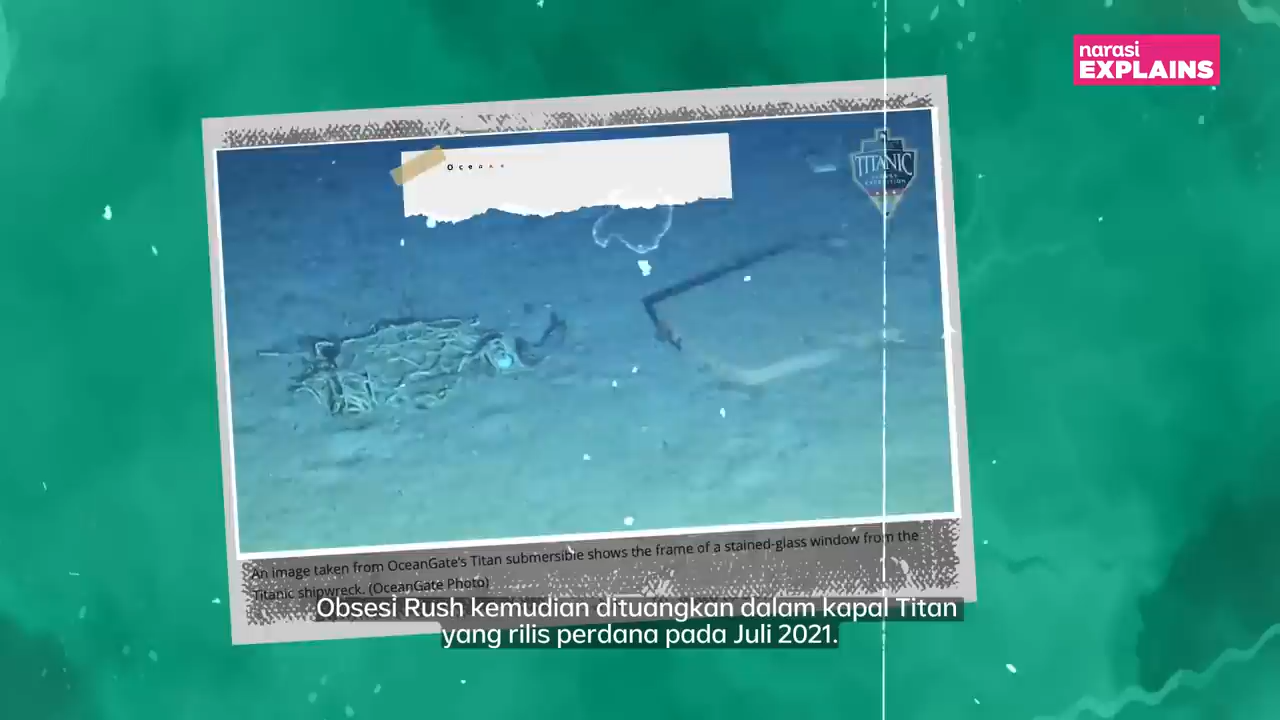 narasi
EXPLAINS
Ocean
TITANIC
An image taken from OceanGate's Titan submersible shows the frame of a stained-glass window from the
Titanic shipwreck. (OceanGate Photo)
Obsesi Rush kemudian dituangkan dalam kapal Titan
yang rilis perdana pada Juli 2021.